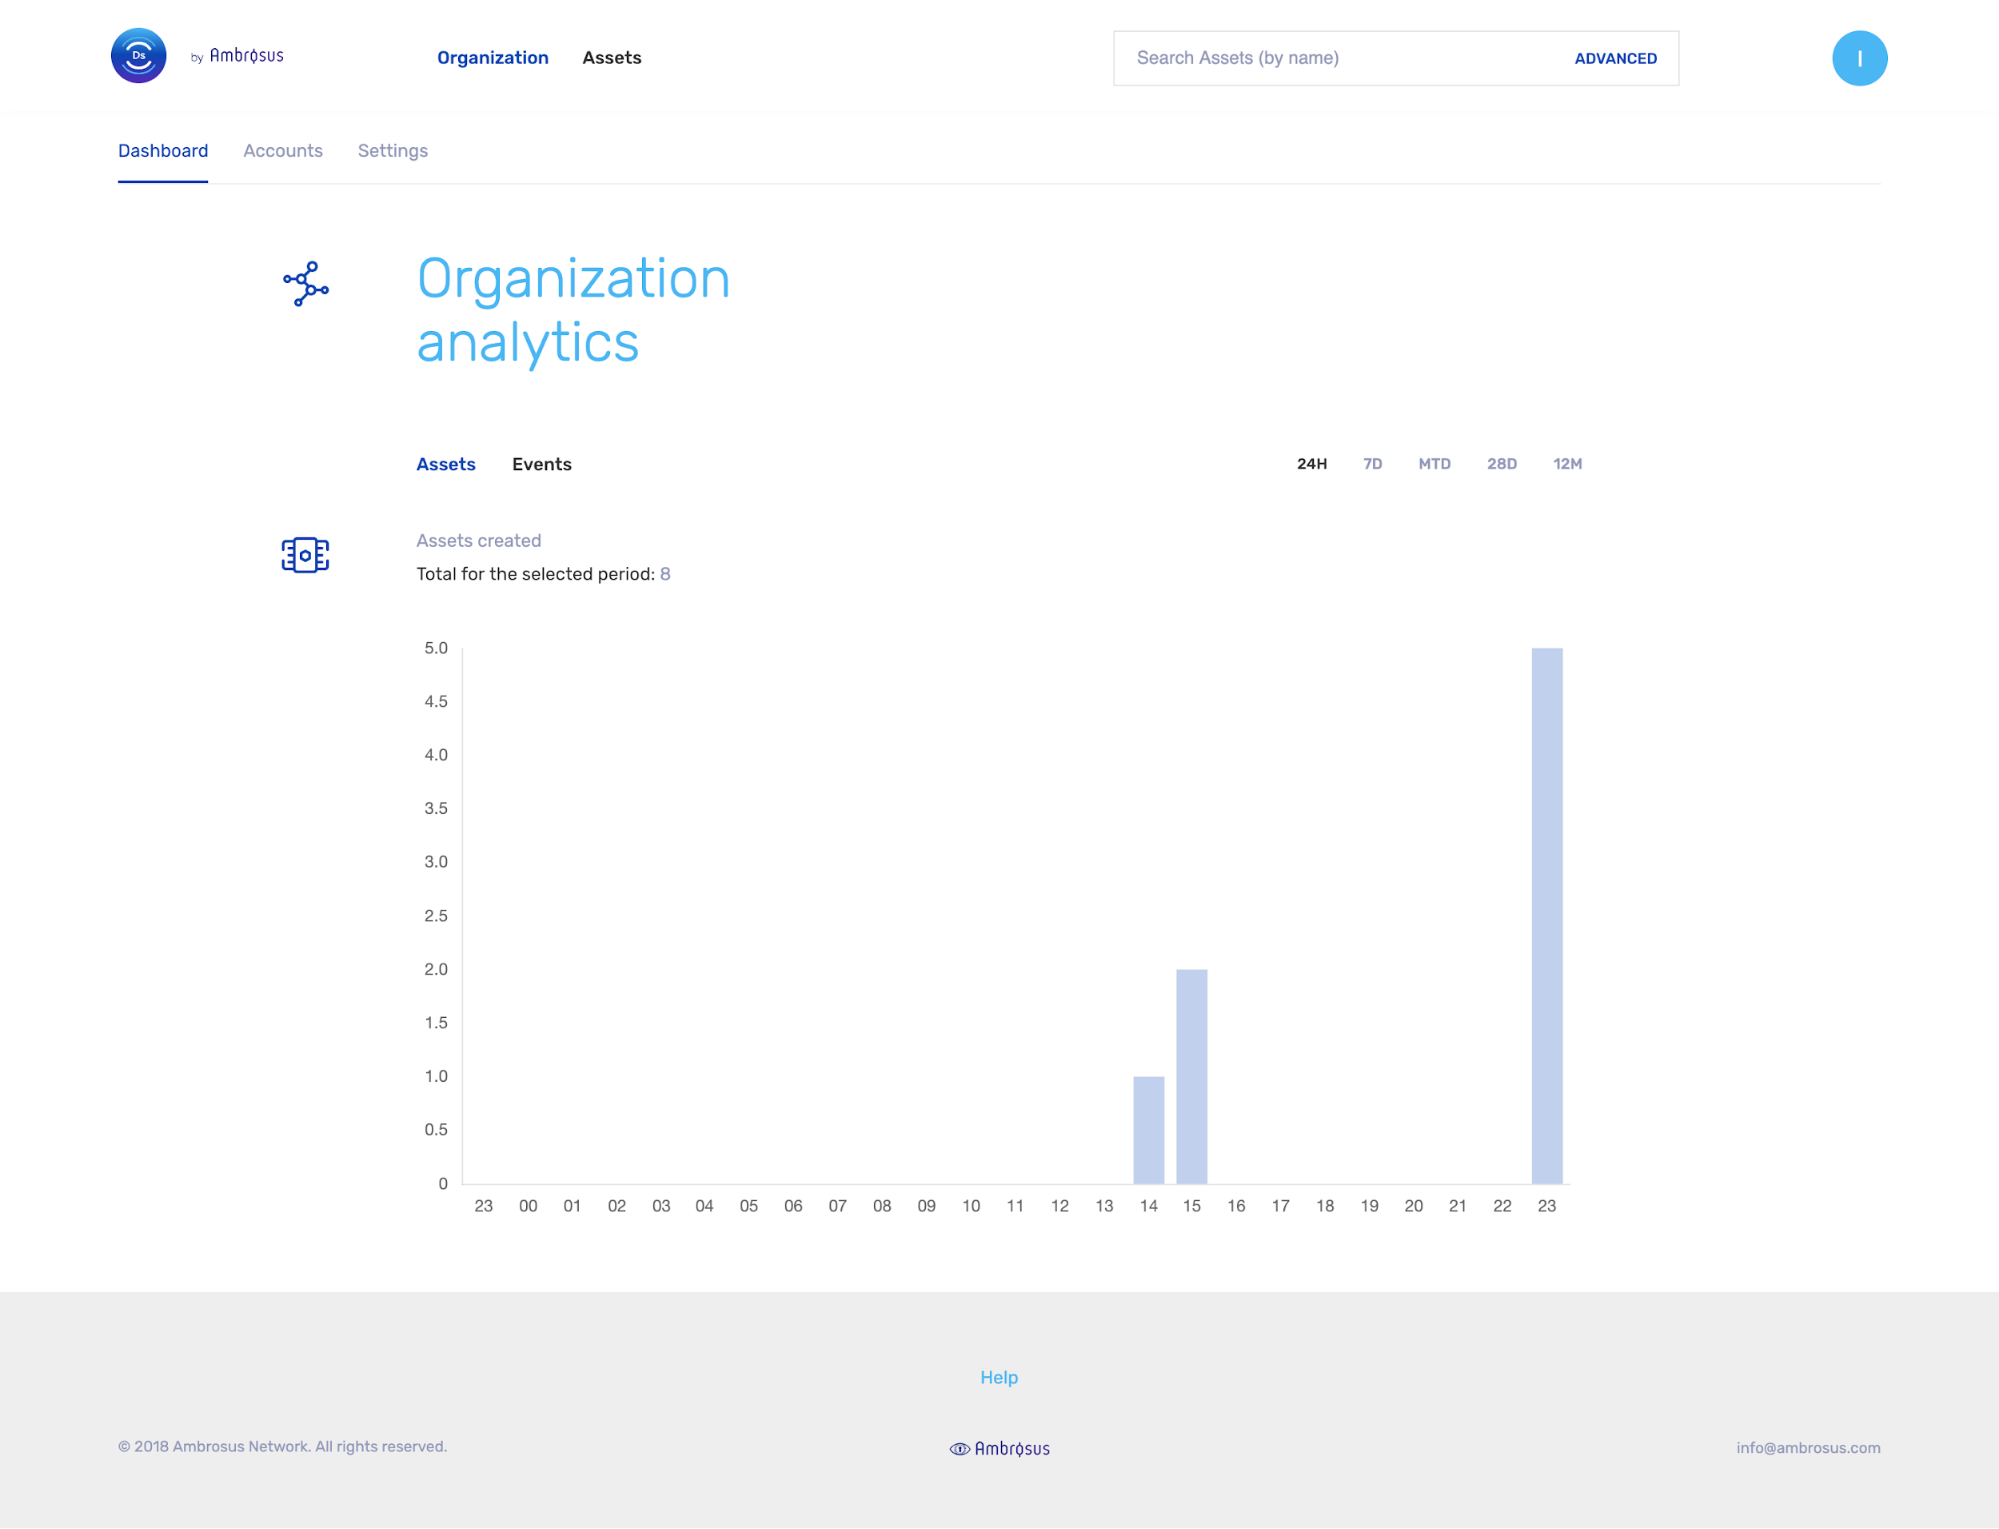 Ds by Ambrosus Organization Assets Search Assets (by name) ADVANCED I
Dashboard Accounts Settings
Organization
analytics
Assets Events 24H 7D MTD 28D 12M
Assets created
Total for the selected period: 8
5.0
4.5
4.0
3.5
3.0
2.5
2.0
1.5
1.0
0.5
0
23 00 01 02 03 04 05 06 07 08 09 10 11 12 13 14 15 16 17 18 19 20 21 22 23
Help
© 2018 Ambrosus Network. All rights reserved. Ambrosus info@ambrosus.com